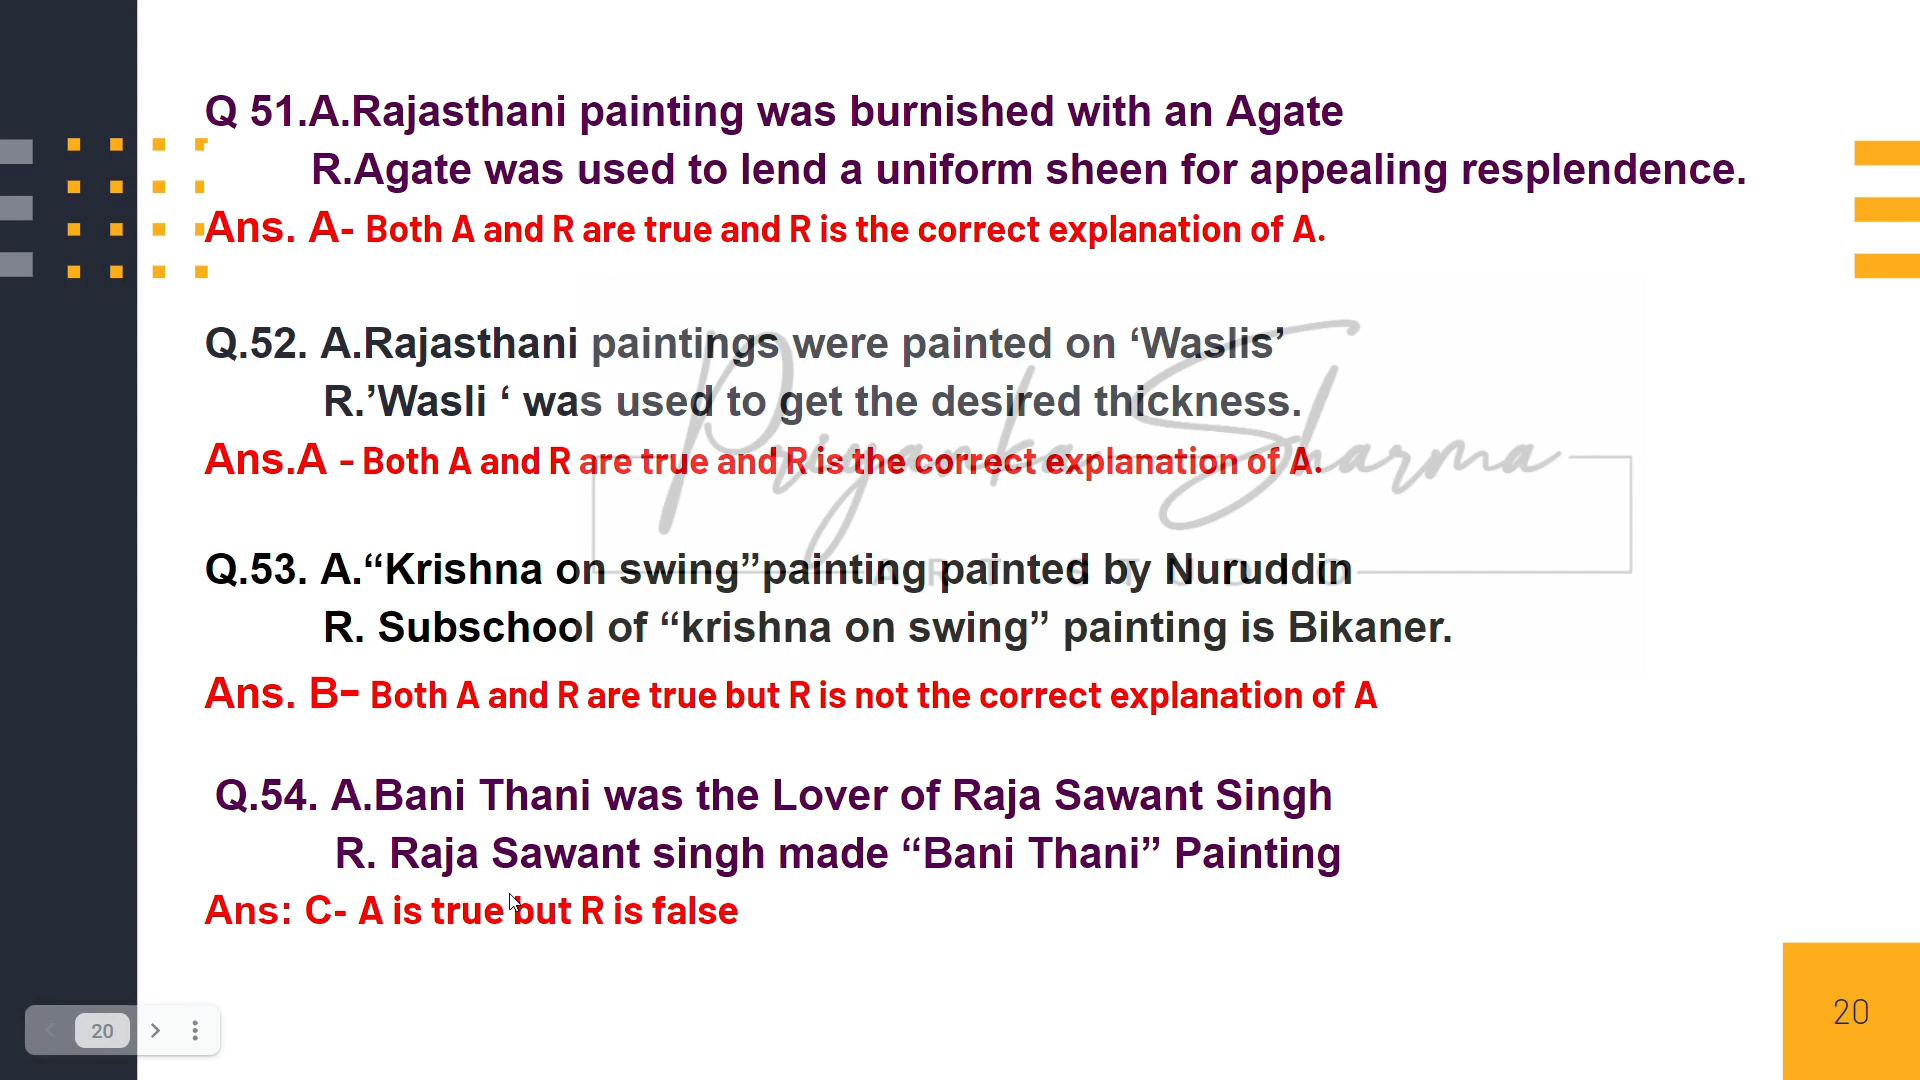 Q 51.A.Rajasthani painting was burnished with an Agate
R.Agate was used to lend a uniform sheen for appealing resplendence.
Ans. A- Both A and R are true and R is the correct explanation of A.
Q.52. A.Rajasthani paintings were painted on ‘Waslis’
R.’Wasli ‘ was used to get the desired thickness.
Ans.A - Both A and R are true and R is the correct explanation of A.
Priyanka Sharma
ART STUDIO
Q.53. A.“Krishna on swing”painting painted by Nuruddin
R. Subschool of “krishna on swing” painting is Bikaner.
Ans. B- Both A and R are true but R is not the correct explanation of A
Q.54. A.Bani Thani was the Lover of Raja Sawant Singh
R. Raja Sawant singh made “Bani Thani” Painting
Ans: C- A is true but R is false
20
20